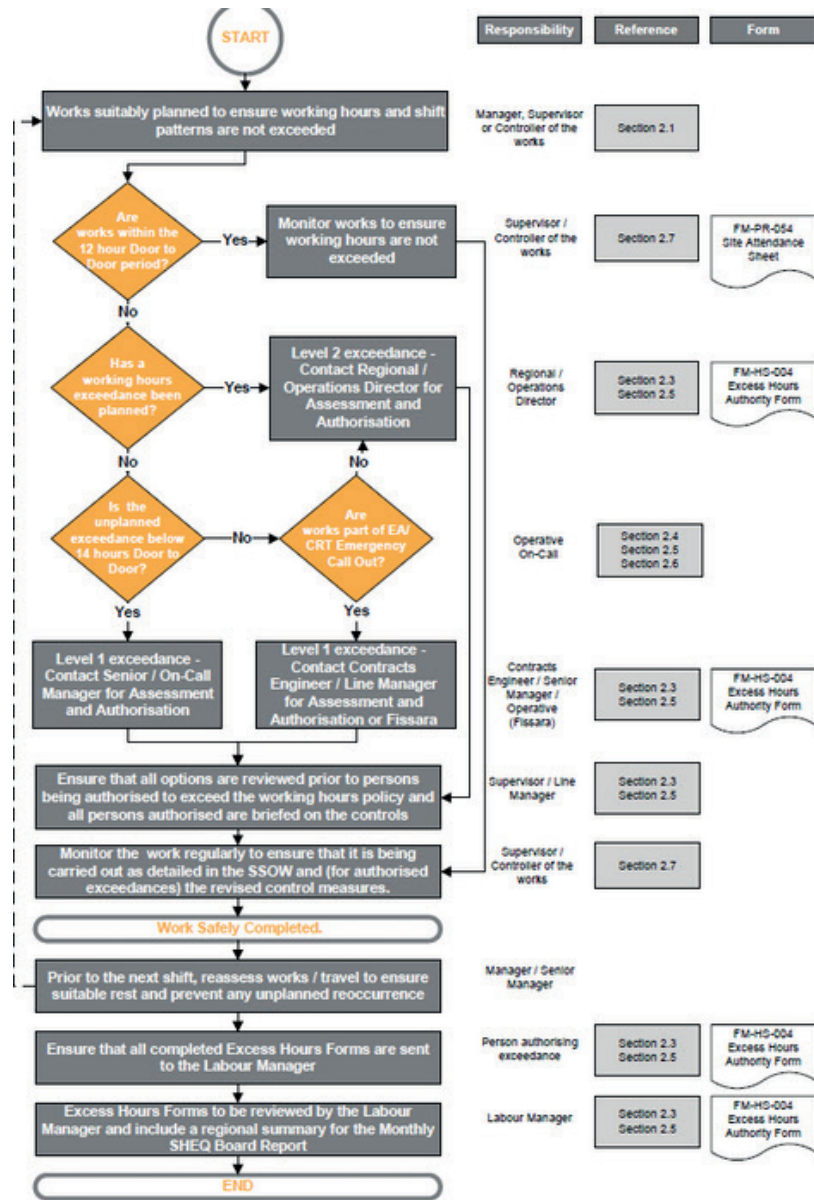 START
Responsibility
Reference
Form
Works suitably planned to ensure working hours and shift
patterns are not exceeded
Manager, Supervisor
or Controller of the
works
Section 2.1
Are
works within the
12 hour Door to
Door period?
Yes
Monitor works to ensure
working hours are not
exceeded
Supervisor /
Controller of the
works
Section 2.7
FM-PR-054
Site Attendance
Sheet
No
Has a
working hours
exceedance been
planned?
Yes
Level 2 exceedance -
Contact Regional /
Operations Director for
Assessment and
Authorisation
Regional /
Operations
Director
Section 2.3
Section 2.5
FM-HS-004
Excess Hours
Authority Form
No
No
Is the
unplanned
exceedance below
14 hours Door to
Door?
No
Are
works part of EA/
CRT Emergency
Call Out?
Operative
On-Call
Section 2.4
Section 2.5
Section 2.6
Yes
Yes
Level 1 exceedance -
Contact Senior / On-Call
Manager for Assessment
and Authorisation
Level 1 exceedance -
Contact Contracts
Engineer / Line Manager
for Assessment and
Authorisation or Fissara
Contracts
Engineer / Senior
Manager /
Operative
(Fissara)
Section 2.3
Section 2.5
FM-HS-004
Excess Hours
Authority Form
Ensure that all options are reviewed prior to persons
being authorised to exceed the working hours policy and
all persons authorised are briefed on the controls
Supervisor / Line
Manager
Section 2.3
Section 2.5
Monitor the work regularly to ensure that it is being
carried out as detailed in the SSOW and (for authorised
exceedances) the revised control measures.
Supervisor /
Controller of the
works
Section 2.7
Work Safely Completed.
Prior to the next shift, reassess works / travel to ensure
suitable rest and prevent any unplanned reoccurrence
Manager / Senior
Manager
Ensure that all completed Excess Hours Forms are sent
to the Labour Manager
Person authorising
exceedance
Section 2.3
Section 2.5
FM-HS-004
Excess Hours
Authority Form
Excess Hours Forms to be reviewed by the Labour
Manager and include a regional summary for the Monthly
SHEQ Board Report
Labour Manager
Section 2.3
Section 2.5
FM-HS-004
Excess Hours
Authority Form
END